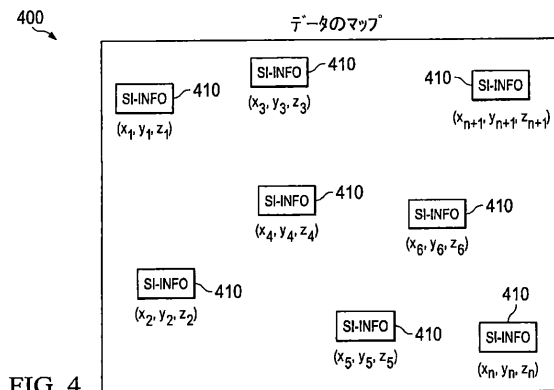 400
データのマップ
SI-INFO 410
(x1, y1, z1)
SI-INFO 410
(x3, y3, z3)
410 SI-INFO
(xn+1, yn+1, zn+1)
SI-INFO 410
(x4, y4, z4)
SI-INFO 410
(x6, y6, z6)
SI-INFO 410
(x2, y2, z2)
SI-INFO 410
(x5, y5, z5)
410
SI-INFO
(xn, yn, zn)
FIG. 4